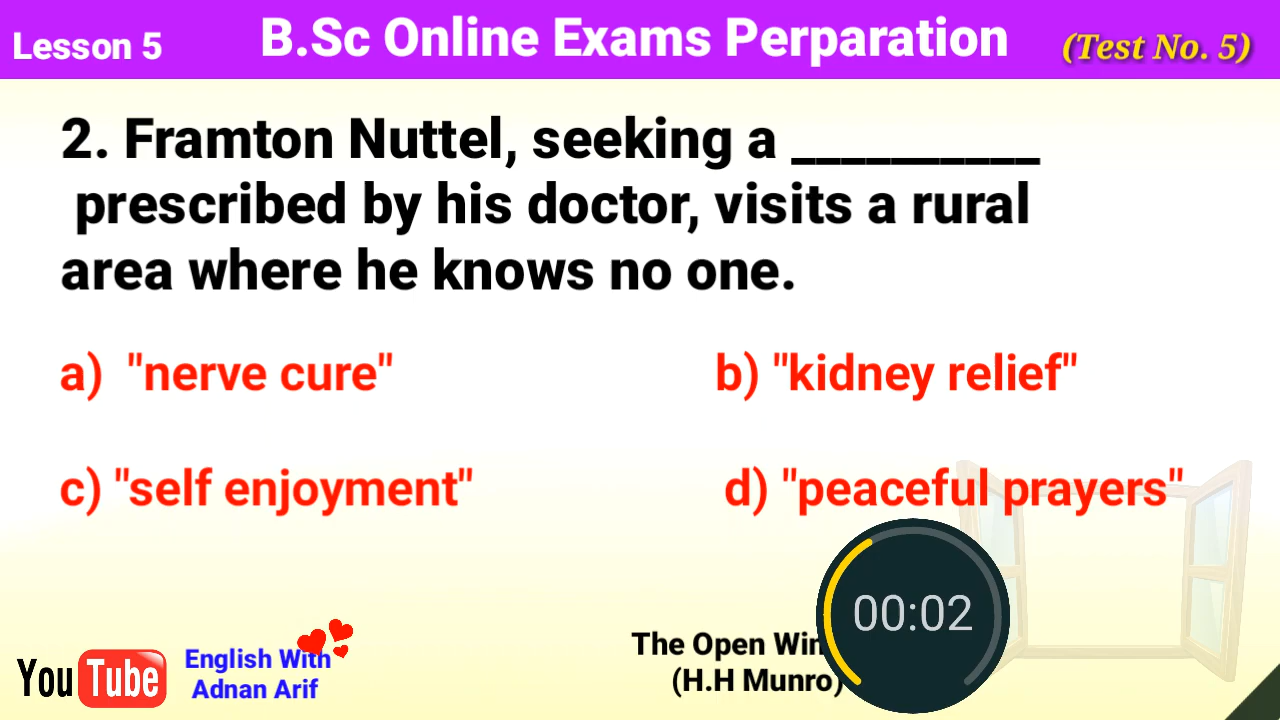 Lesson 5
B.Sc Online Exams Perparation
(Test No. 5)
2. Framton Nuttel, seeking a __________
prescribed by his doctor, visits a rural
area where he knows no one.
a) "nerve cure"
b) "kidney relief"
c) "self enjoyment"
d) "peaceful prayers"
00:02
The Open Win
(H.H Munro)
YouTube
English With
Adnan Arif